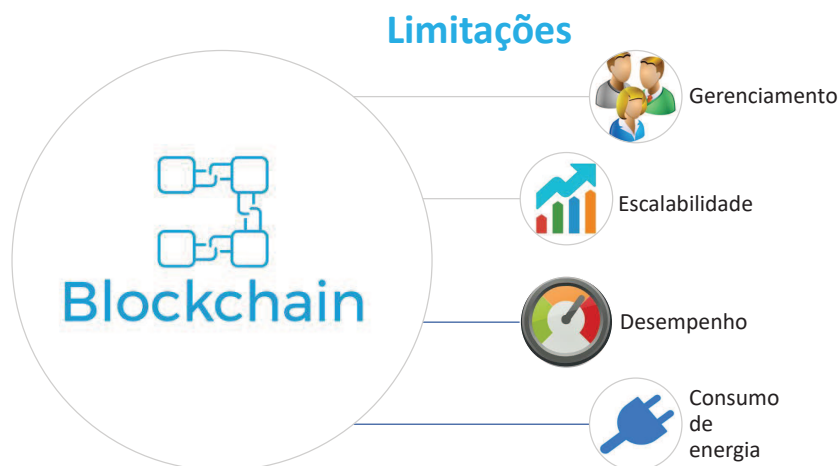 Limitações
Gerenciamento
Escalabilidade
Blockchain
Desempenho
Consumo
de
energia